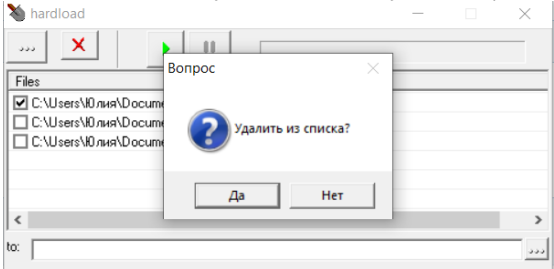 hardload
...
Вопрос
Files
C:\Users\Юлия\Docume
C:\Users\Юлия\Docume
C:\Users\Юлия\Docume
Удалить из списка?
Да
Нет
to:
...